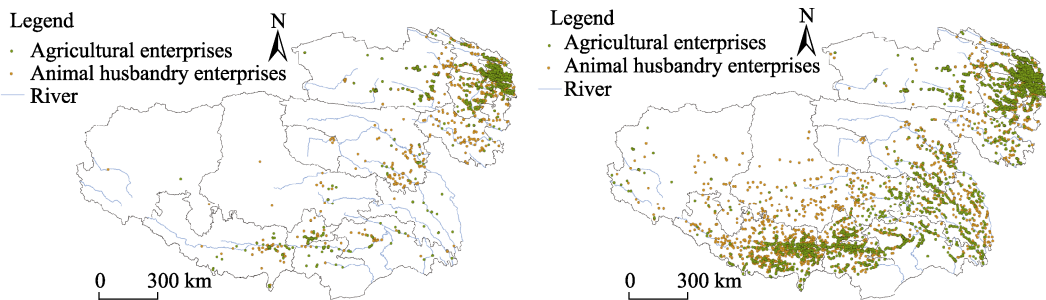 Legend
N
Agricultural enterprises
Animal husbandry enterprises
River
0 300 km
Legend
N
Agricultural enterprises
Animal husbandry enterprises
River
0 300 km